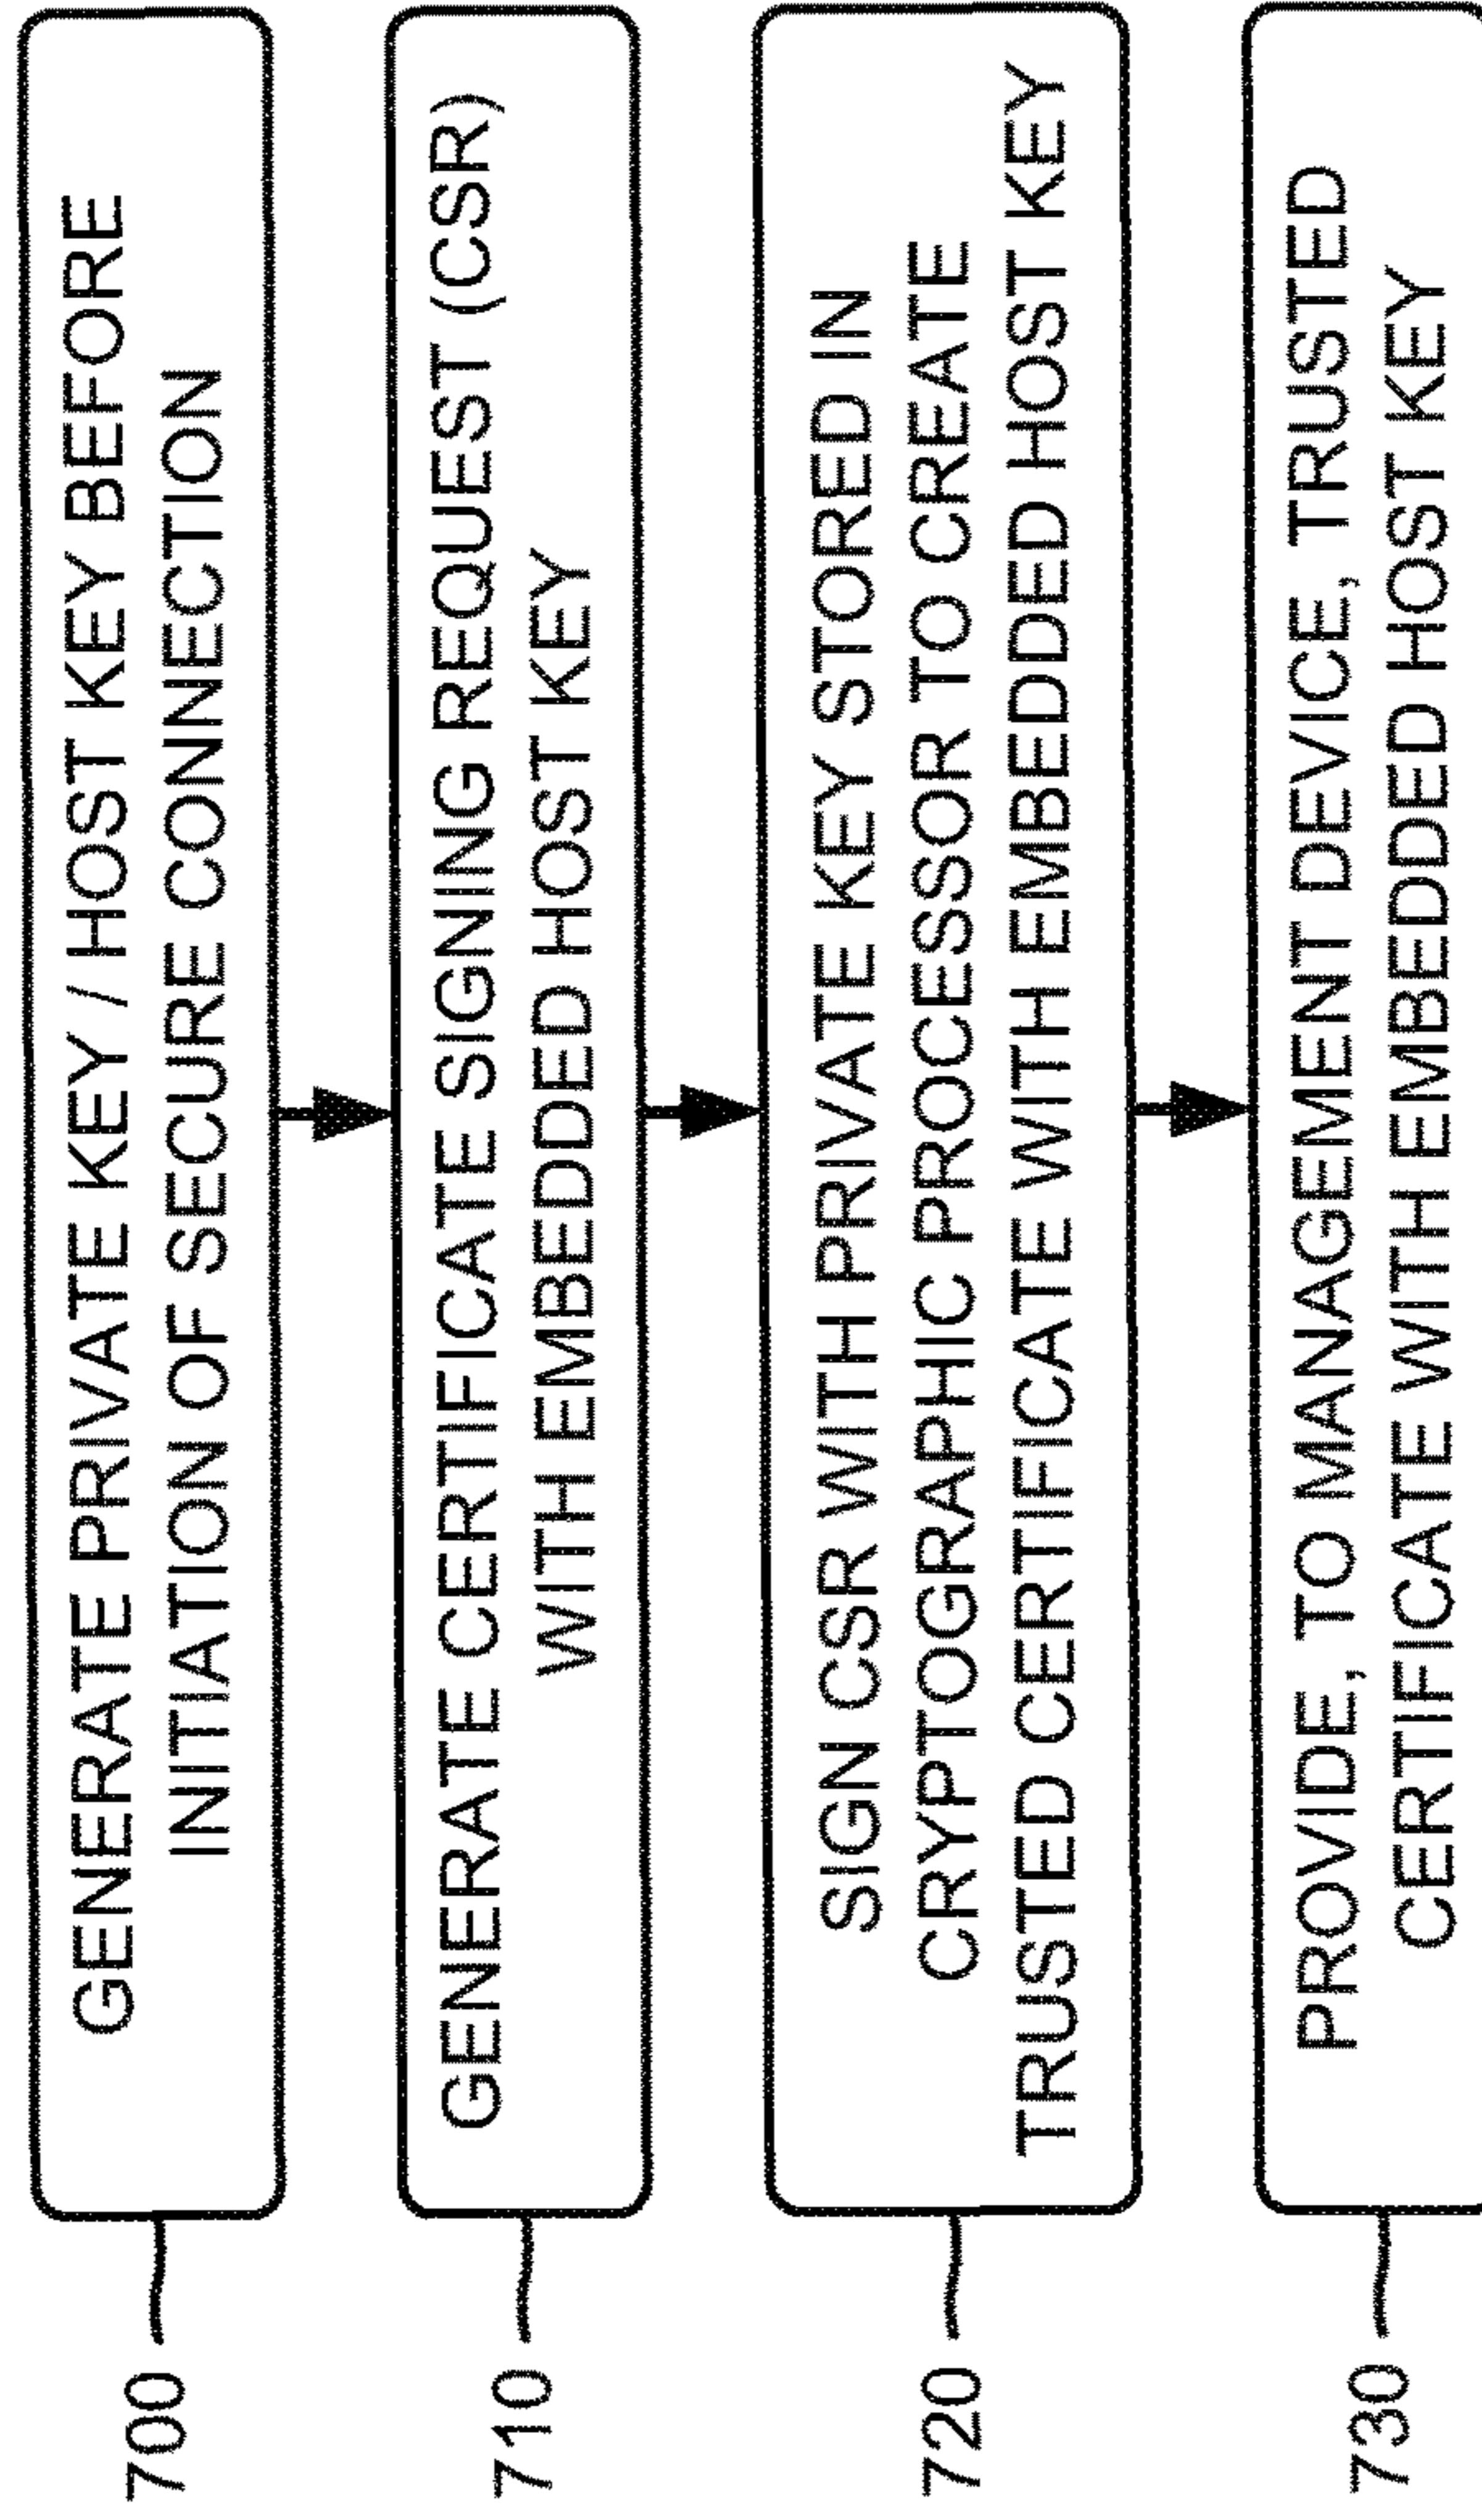 700
GENERATE PRIVATE KEY / HOST KEY BEFORE
INITIATION OF SECURE CONNECTION
710
GENERATE CERTIFICATE SIGNING REQUEST (CSR)
WITH EMBEDDED HOST KEY
720
SIGN CSR WITH PRIVATE KEY STORED IN
CRYPTOGRAPHIC PROCESSOR TO CREATE
TRUSTED CERTIFICATE WITH EMBEDDED HOST KEY
730
PROVIDE, TO MANAGEMENT DEVICE, TRUSTED
CERTIFICATE WITH EMBEDDED HOST KEY